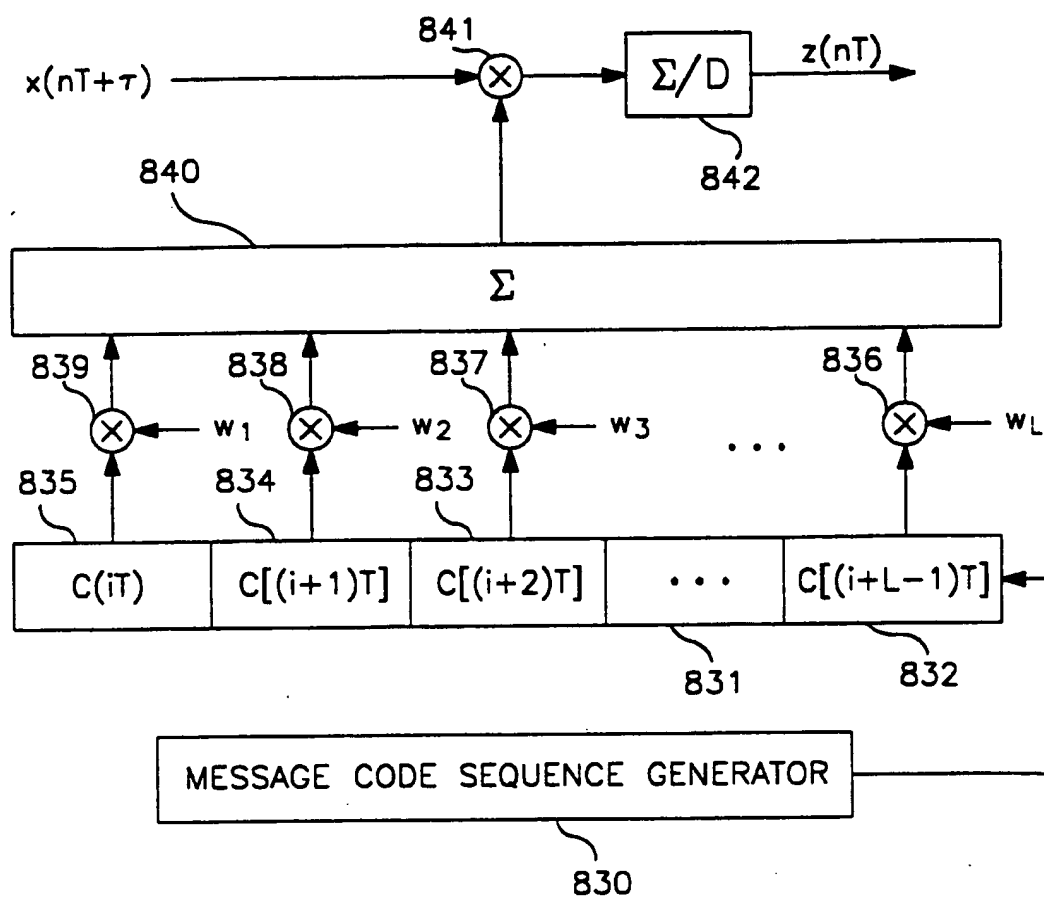 841
x(nT+τ)
Σ/D
z(nT)
842
840
Σ
839
838
837
836
w1
w2
w3
. . .
wL
835
834
833
C(iT)
C[(i+1)T]
C[(i+2)T]
• • •
C[(i+L−1)T]
831
832
MESSAGE CODE SEQUENCE GENERATOR
830